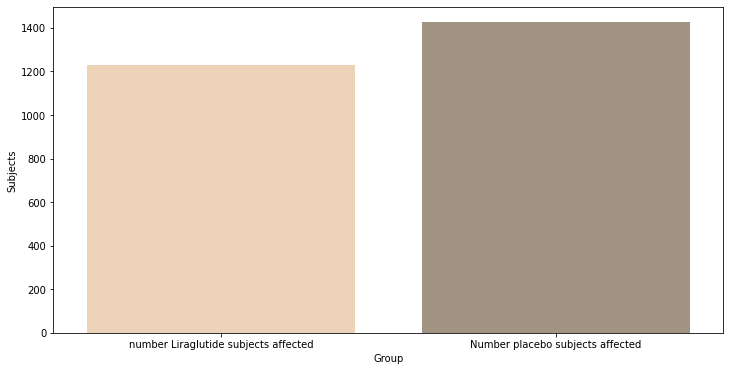 1400
1200
1000
800
600
400
200
0
Subjects
number Liraglutide subjects affected
Number placebo subjects affected
Group